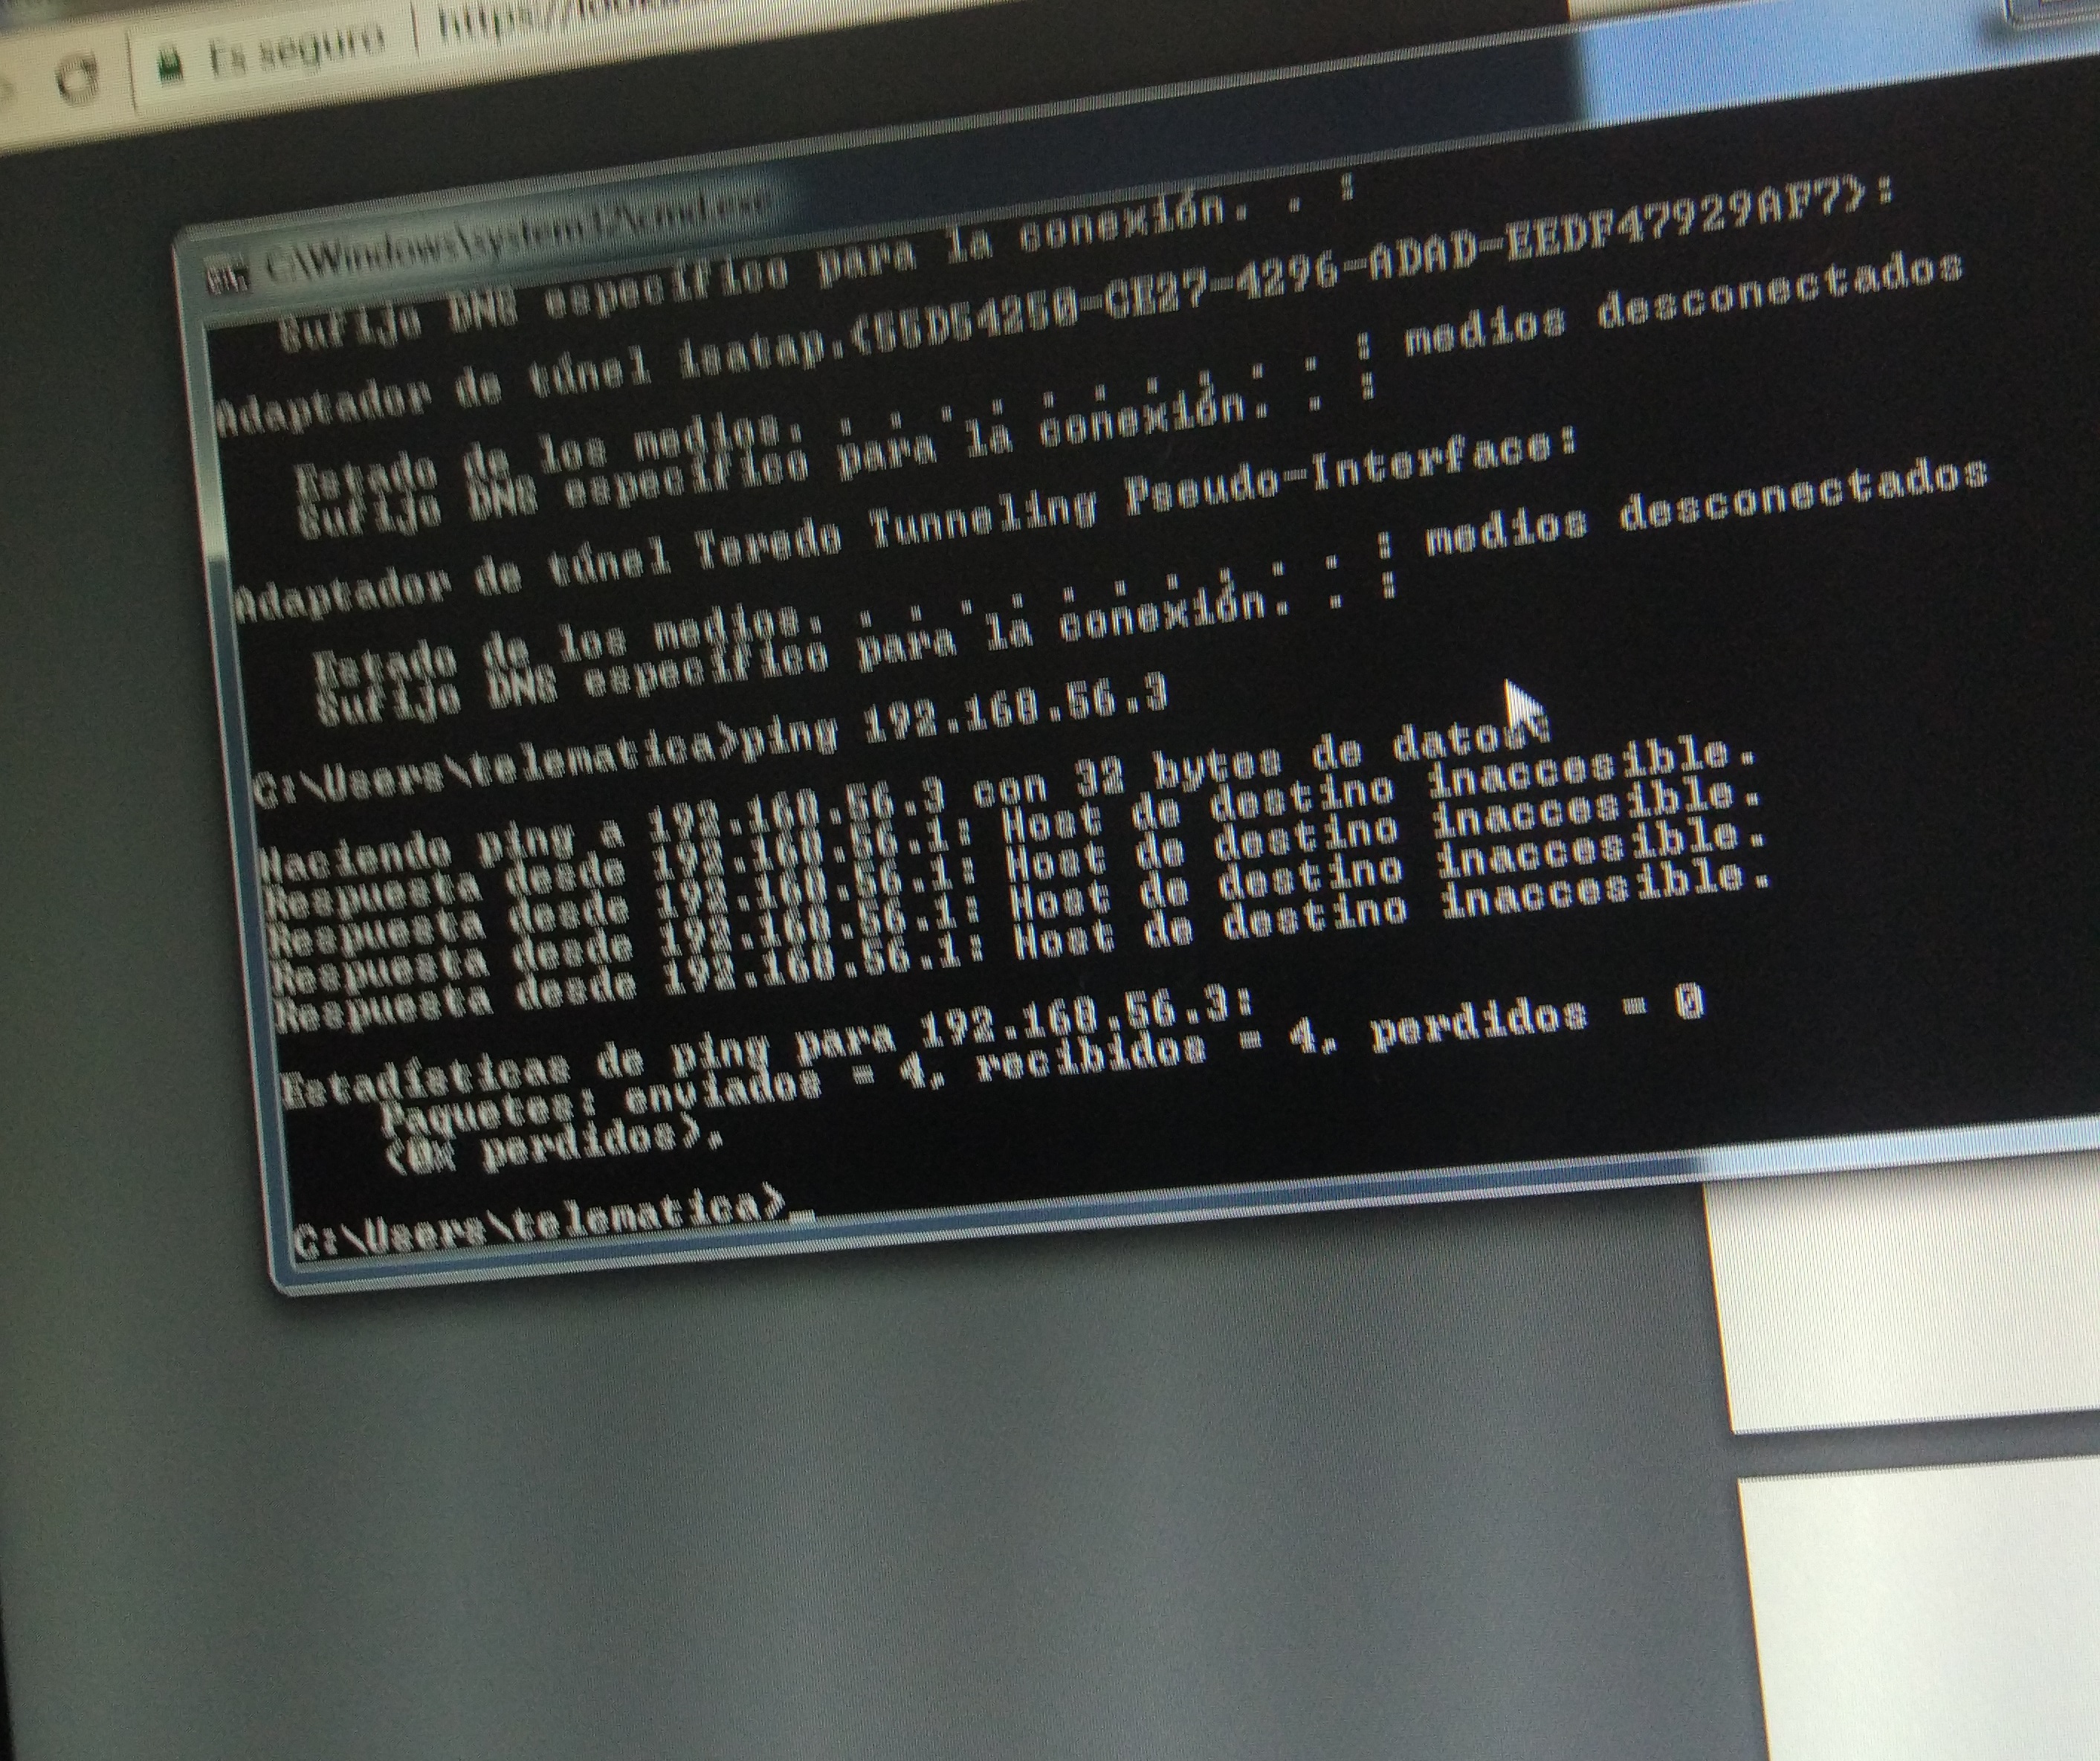 Es seguro
https://
C:\Windows\system32\cmd.exe
Sufijo DNS específico para la conexión. . :
Adaptador de túnel isatap.{55D54250-CE27-4296-ADAD-EEDF47929AF7}:
Estado de los medios. . . . . . . . . . . : medios desconectados
Sufijo DNS específico para la conexión. . :
Adaptador de túnel Teredo Tunneling Pseudo-Interface:
Estado de los medios. . . . . . . . . . . : medios desconectados
Sufijo DNS específico para la conexión. . :
C:\Users\telematica>ping 192.168.56.3
Haciendo ping a 192.168.56.3 con 32 bytes de datos:
Respuesta desde 192.168.56.1: Host de destino inaccesible.
Respuesta desde 192.168.56.1: Host de destino inaccesible.
Respuesta desde 192.168.56.1: Host de destino inaccesible.
Respuesta desde 192.168.56.1: Host de destino inaccesible.
Estadísticas de ping para 192.168.56.3:
Paquetes: enviados = 4, recibidos = 4, perdidos = 0
(0% perdidos),
C:\Users\telematica>_